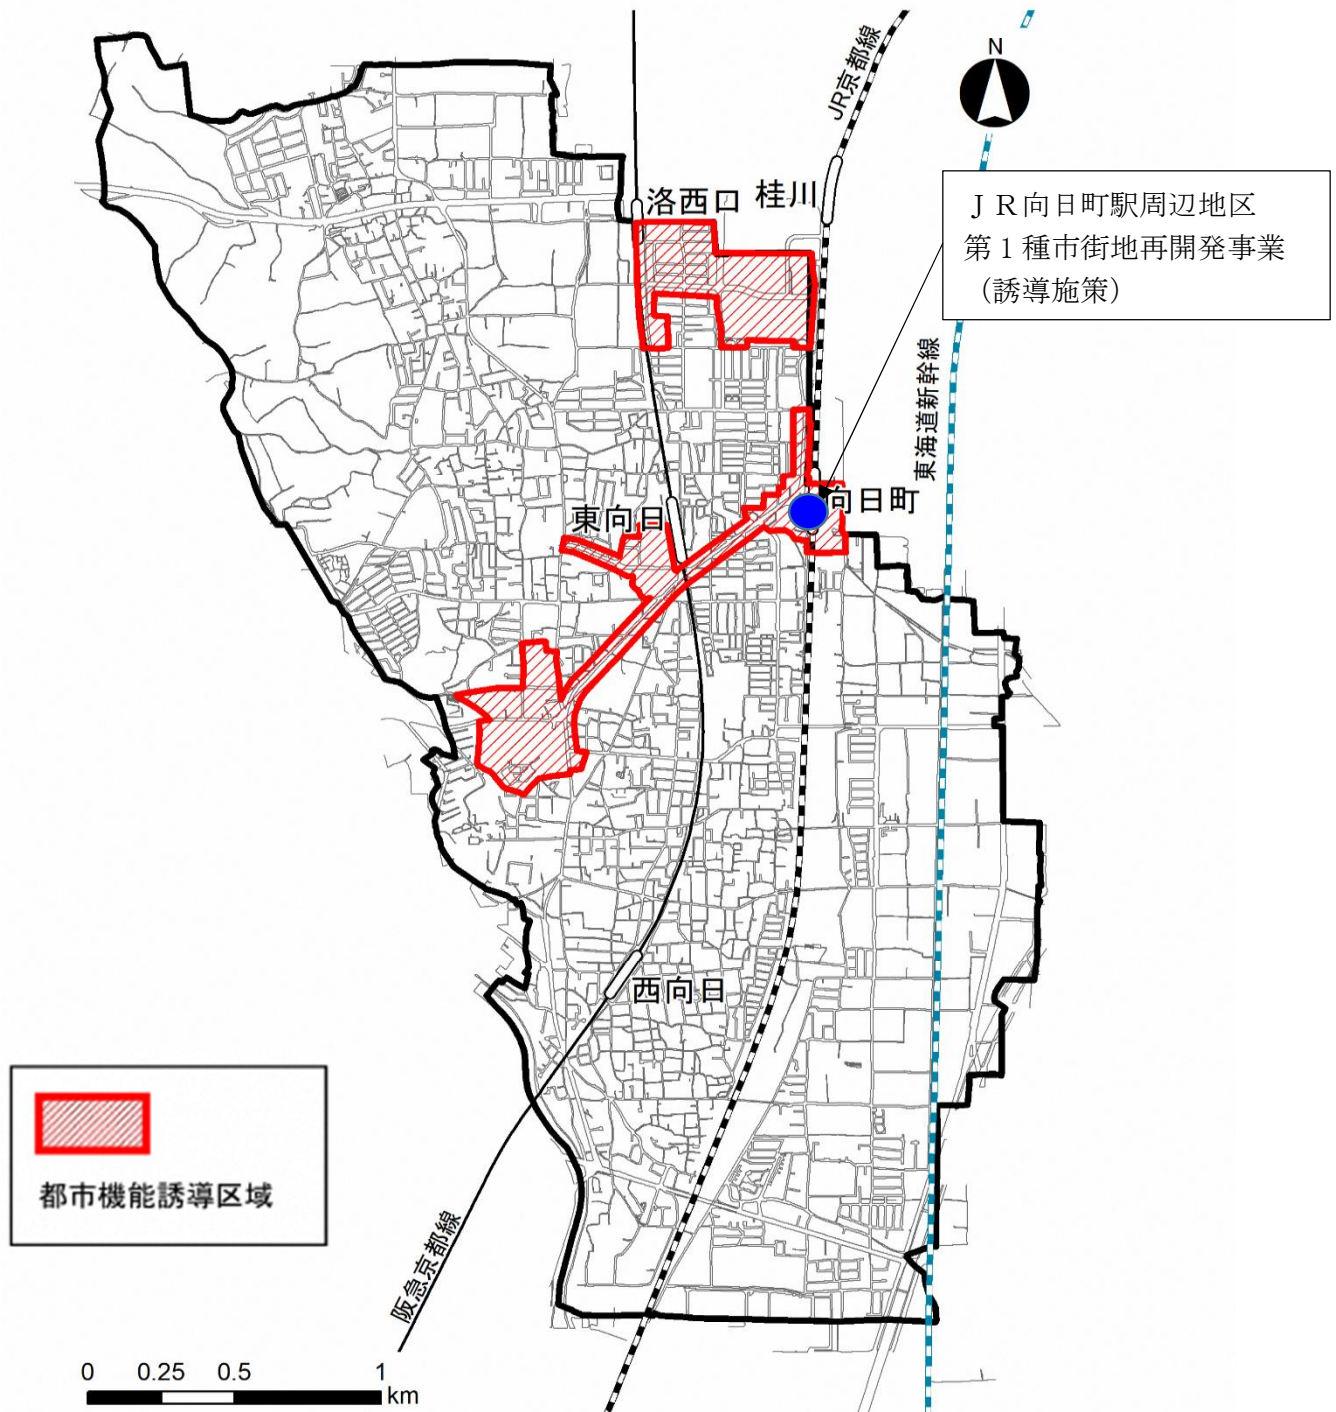 JR京都線
N
洛西口
桂川
ＪＲ向日町駅周辺地区
第１種市街地再開発事業
（誘導施策）
東海道新幹線
向日町
東向日
西向日
都市機能誘導区域
阪急京都線
0 0.25 0.5 1
km